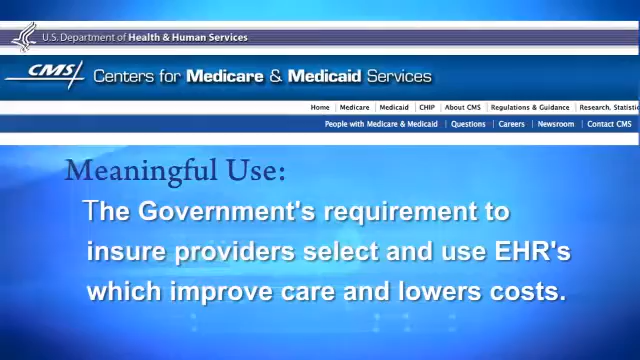 U.S. Department of Health & Human Services
CMS Centers for Medicare & Medicaid Services
Home Medicare Medicaid CHIP About CMS Regulations & Guidance Research, Statistic
People with Medicare & Medicaid Questions Careers Newsroom Contact CMS
Meaningful Use:
The Government's requirement to
insure providers select and use EHR's
which improve care and lowers costs.